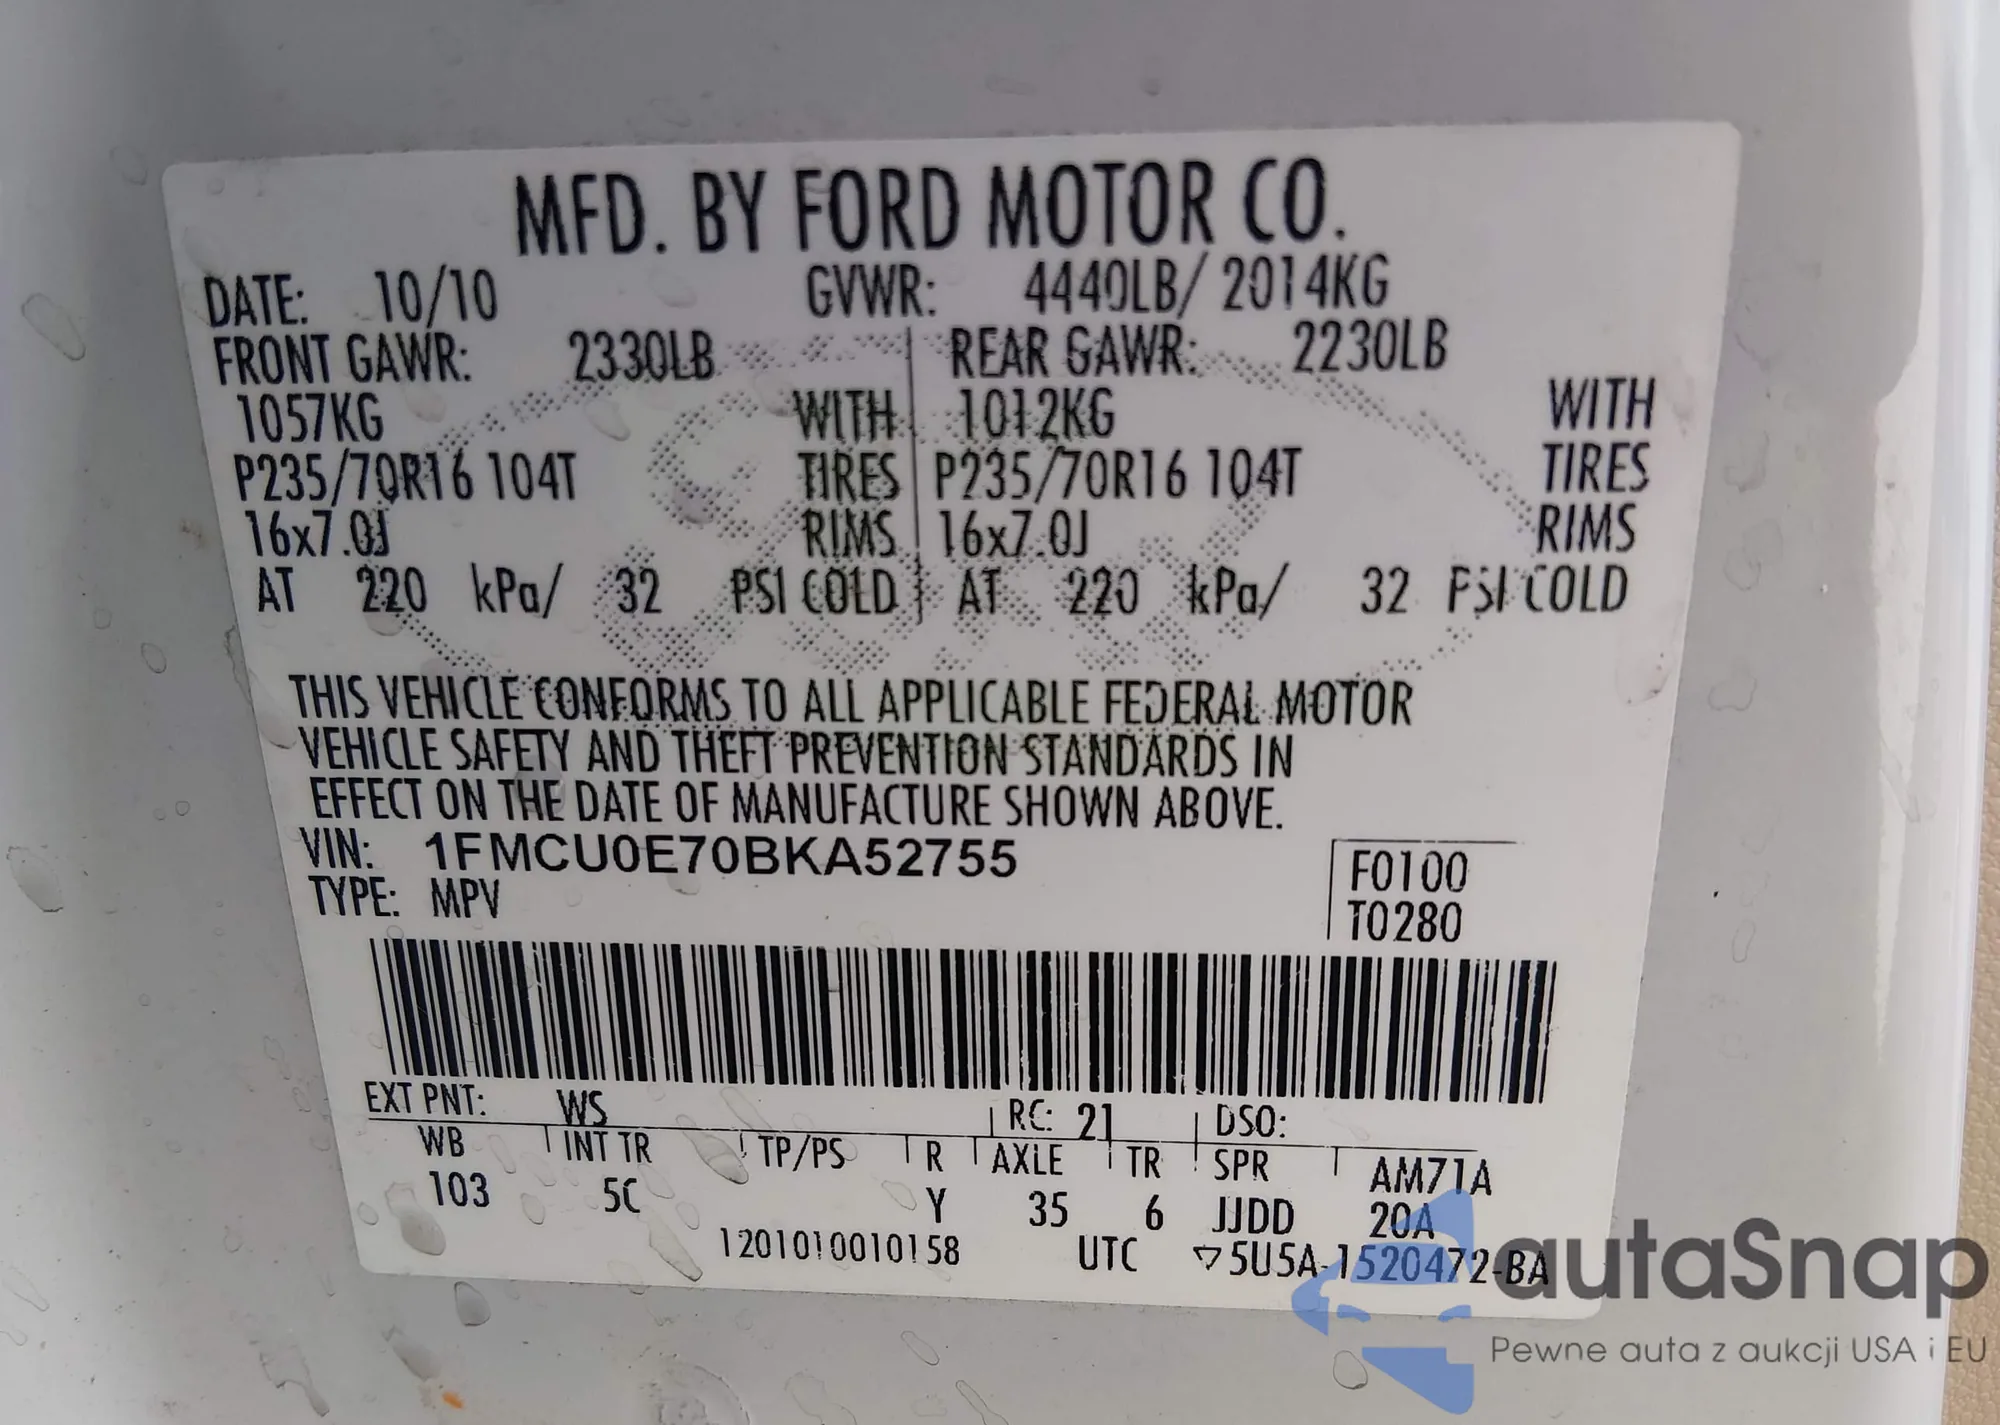 MFD. BY FORD MOTOR CO.
DATE: 10/10 GVWR: 4440LB/ 2014KG
FRONT GAWR: 2330LB REAR GAWR: 2230LB
1057KG WITH 1012KG WITH
P235/70R16 104T TIRES P235/70R16 104T TIRES
16x7.0J RIMS 16x7.0J RIMS
AT 220 kPa/ 32 PSI COLD AT 220 kPa/ 32 PSI COLD
THIS VEHICLE CONFORMS TO ALL APPLICABLE FEDERAL MOTOR
VEHICLE SAFETY AND THEFT PREVENTION STANDARDS IN
EFFECT ON THE DATE OF MANUFACTURE SHOWN ABOVE.
VIN: 1FMCU0E70BKA52755
TYPE: MPV
F0100
T0280
EXT PNT: WS RC: 21 DSO:
WB INT TR TP/PS R AXLE TR SPR AM71A
103 5C Y 35 6 JJDD 20A
1201010010158 UTC ▽5U5A-1520472-BA
autaSnap
Pewne auta z aukcji USA i EU